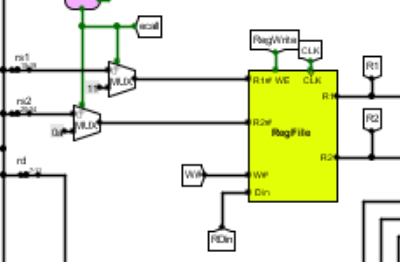 ecall
RegWrite
CLK
rs1
MUX
R1# WE CLK
R1
R1
rs2
MUX
R2#
RegFile
R2
R2
rd
W#
W#
Din
RDin